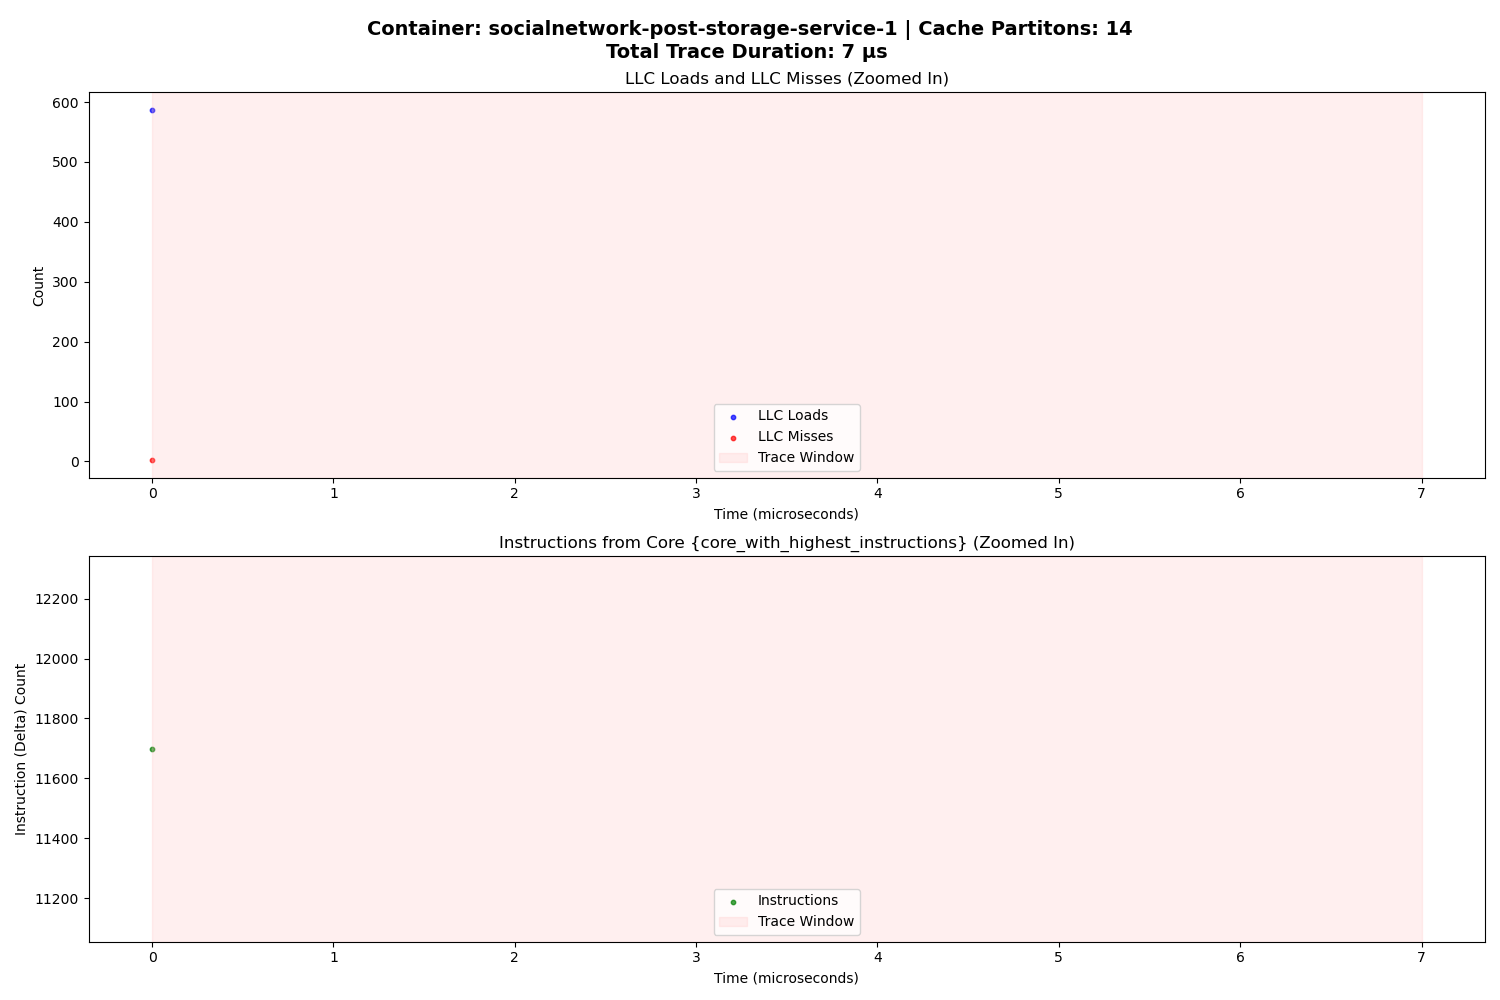 Container: socialnetwork-post-storage-service-1 | Cache Partitons: 14
Total Trace Duration: 7 µs
LLC Loads and LLC Misses (Zoomed In)
600
500
400
300
200
100
0
Count
LLC Loads
LLC Misses
Trace Window
0 1 2 3 4 5 6 7
Time (microseconds)
Instructions from Core {core_with_highest_instructions} (Zoomed In)
12200
12000
11800
11600
11400
11200
Instruction (Delta) Count
Instructions
Trace Window
0 1 2 3 4 5 6 7
Time (microseconds)